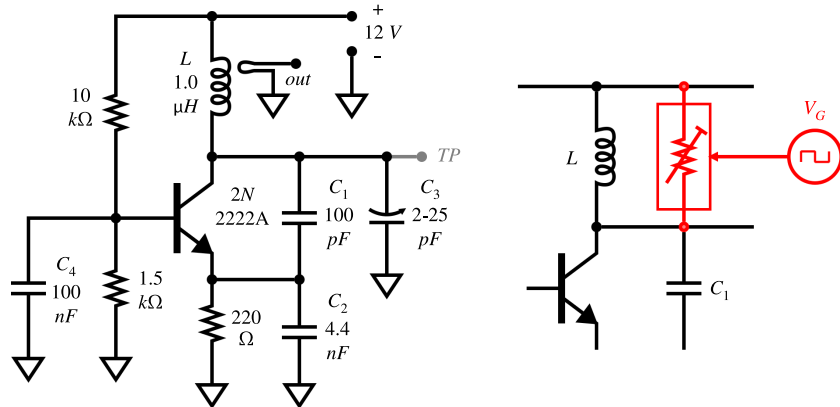 +
12 V
-
L
1.0
μH
out
10
kΩ
TP
2N
2222A
C1
100
pF
C3
2-25
pF
C4
100
nF
1.5
kΩ
220
Ω
C2
4.4
nF
VG
L
C1